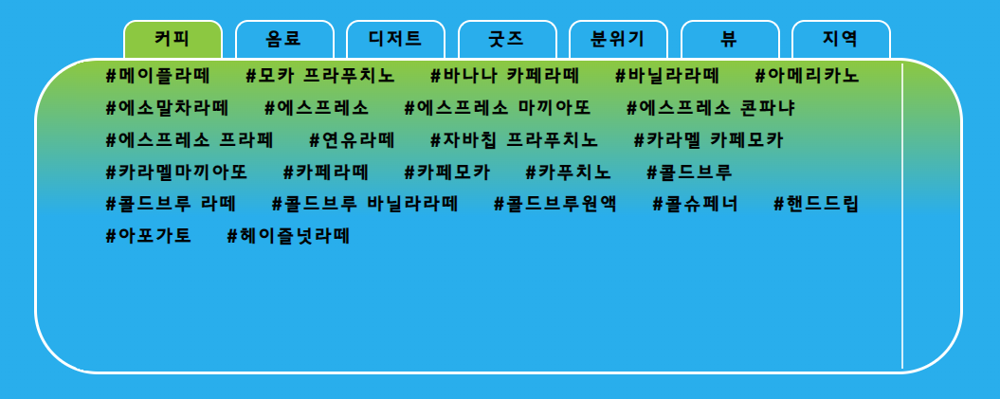 커피 음료 디저트 굿즈 분위기 뷰 지역
#메이플라떼 #모카 프라푸치노 #바나나 카페라떼 #바닐라라떼 #아메리카노
#에소말차라떼 #에스프레소 #에스프레소 마끼아또 #에스프레소 콘파냐
#에스프레소 프라페 #연유라떼 #자바칩 프라푸치노 #카라멜 카페모카
#카라멜마끼아또 #카페라떼 #카페모카 #카푸치노 #콜드브루
#콜드브루 라떼 #콜드브루 바닐라라떼 #콜드브루원액 #콜슈페너 #핸드드립
#아포가토 #헤이즐넛라떼